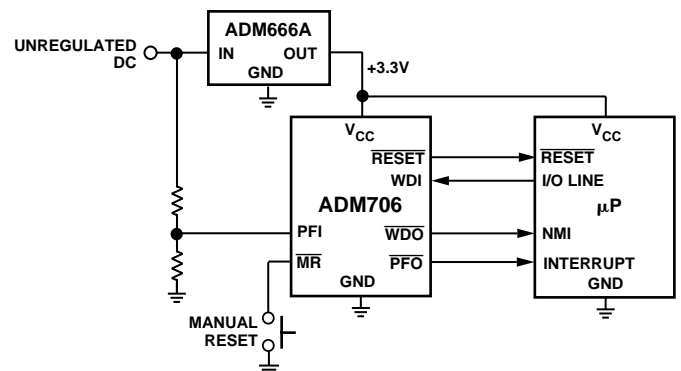 UNREGULATED
DC
ADM666A
IN OUT
GND
+3.3V
VCC
RESET
WDI
ADM706
PFI
WDO
MR
PFO
GND
MANUAL
RESET
VCC
RESET
I/O LINE
μP
NMI
INTERRUPT
GND